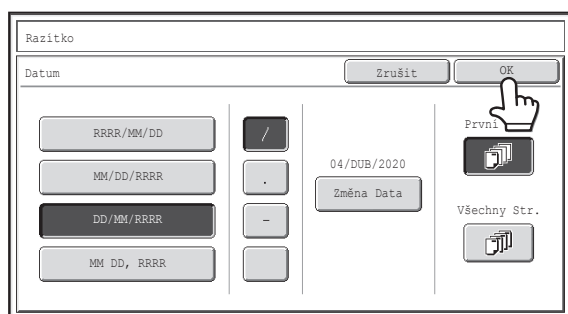 Razítko
Datum
Zrušit
OK
RRRR/MM/DD
MM/DD/RRRR
DD/MM/RRRR
MM DD, RRRR
/
.
-
04/DUB/2020
Změna Data
První
Všechny Str.